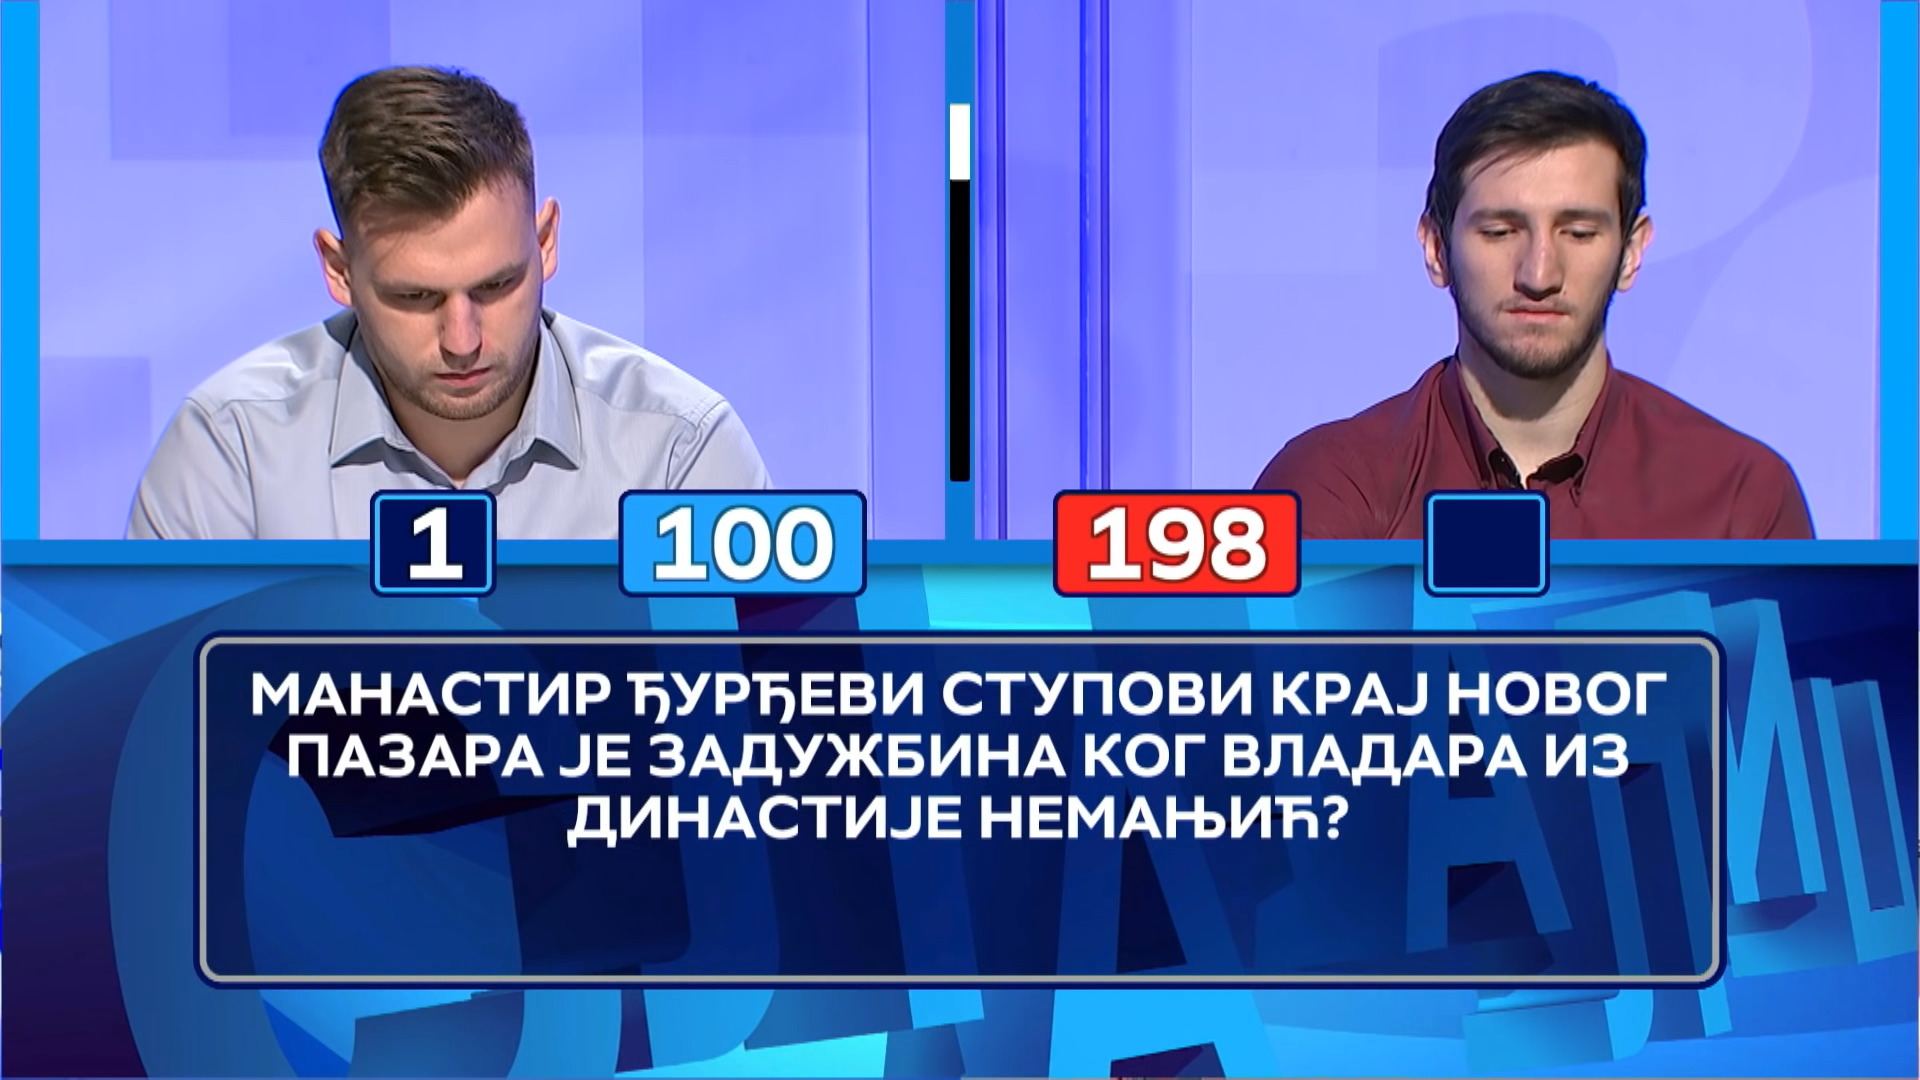 1
100
198
МАНАСТИР ЂУРЂЕВИ СТУПОВИ КРАЈ НОВОГ
ПАЗАРА ЈЕ ЗАДУЖБИНА КОГ ВЛАДАРА ИЗ
ДИНАСТИЈЕ НЕМАЊИЋ?